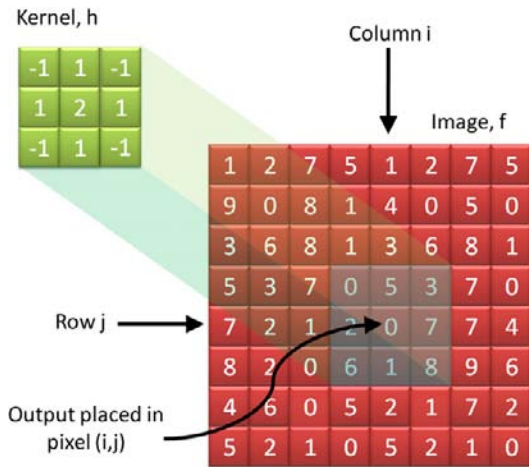 Kernel, h
-1 1 -1
1 2 1
-1 1 -1
Column i
Image, f
1 2 7 5 1 2 7 5
9 0 8 1 4 0 5 0
3 6 8 1 3 6 8 1
5 3 7 0 5 3 7 0
Row j
7 2 1 2 0 7 7 4
8 2 0 6 1 8 9 6
Output placed in
pixel (i,j)
4 6 0 5 2 1 7 2
5 2 1 0 5 2 1 0